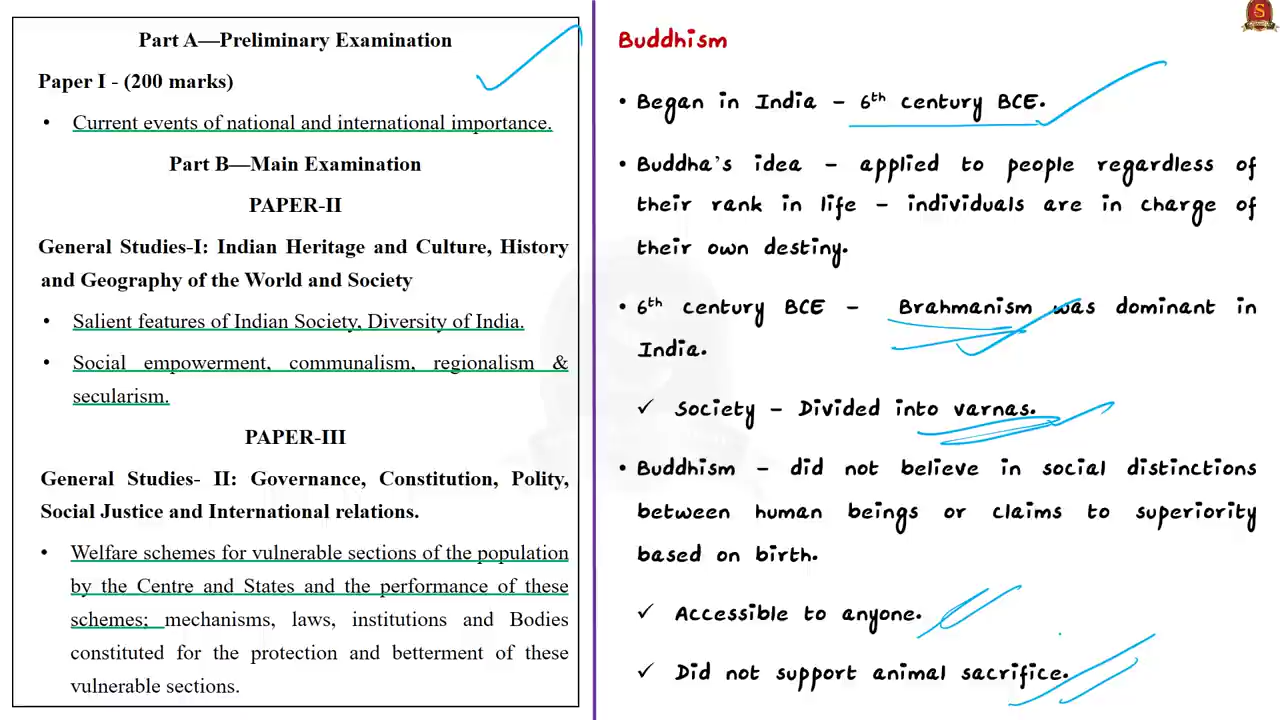 Part A—Preliminary Examination
Paper I - (200 marks)
• Current events of national and international importance.
Part B—Main Examination
PAPER-II
General Studies-I: Indian Heritage and Culture, History
and Geography of the World and Society
• Salient features of Indian Society, Diversity of India.
• Social empowerment, communalism, regionalism &
secularism.
PAPER-III
General Studies- II: Governance, Constitution, Polity,
Social Justice and International relations.
• Welfare schemes for vulnerable sections of the population
by the Centre and States and the performance of these
schemes; mechanisms, laws, institutions and Bodies
constituted for the protection and betterment of these
vulnerable sections.
Buddhism
• Began in India – 6th century BCE.
• Buddha's idea – applied to people regardless of
their rank in life – individuals are in charge of
their own destiny.
• 6th century BCE – Brahmanism was dominant in
India.
✓ Society – Divided into varnas.
• Buddhism – did not believe in social distinctions
between human beings or claims to superiority
based on birth.
✓ Accessible to anyone.
✓ Did not support animal sacrifice.